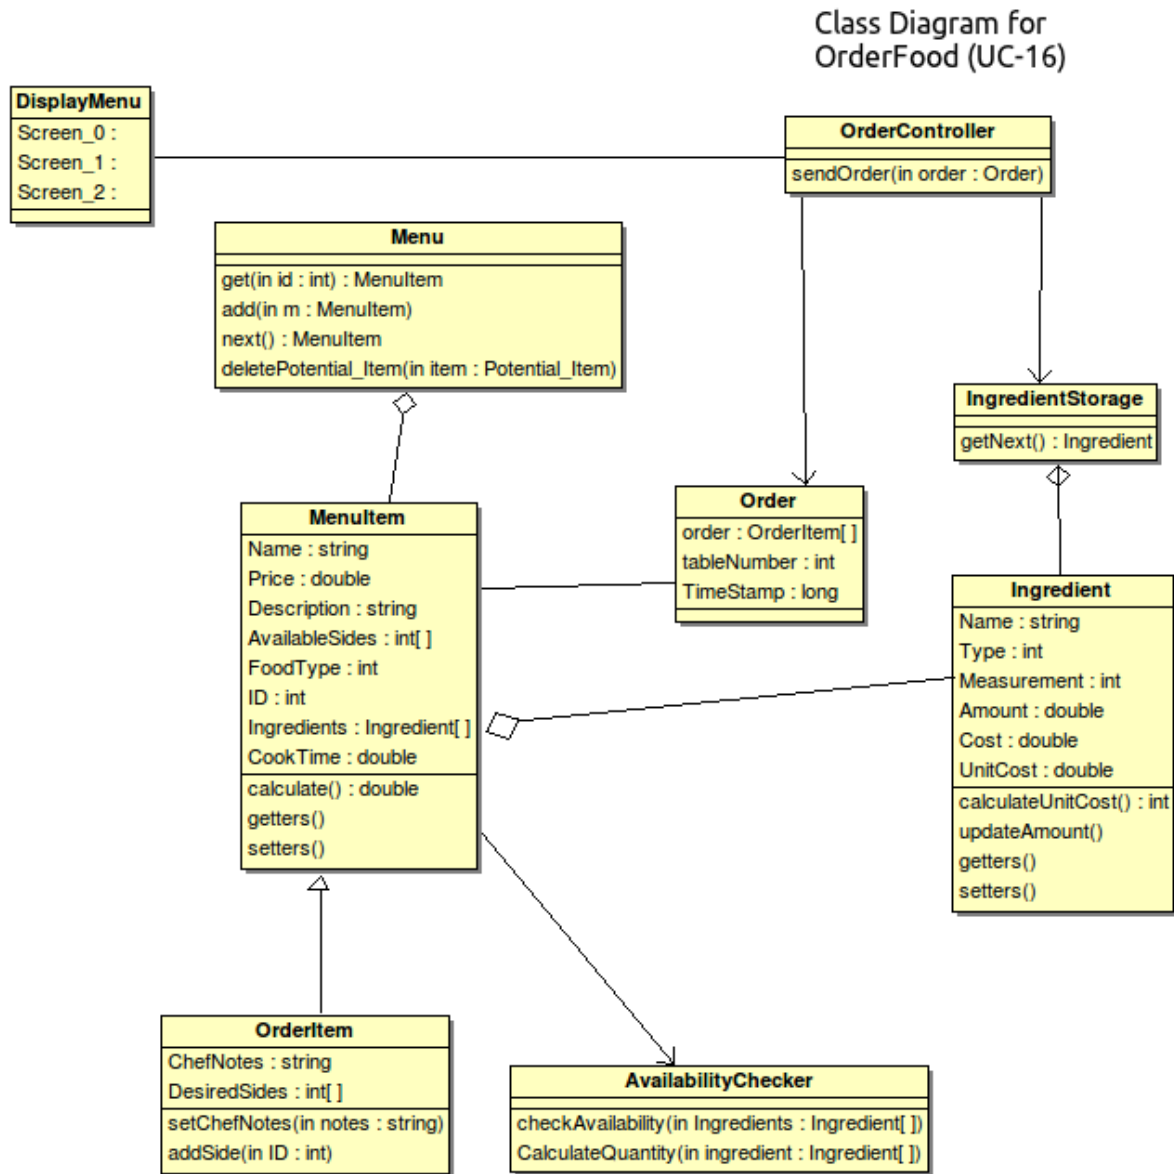 Class Diagram for
OrderFood (UC-16)
DisplayMenu
Screen_0 :
Screen_1 :
Screen_2 :
OrderController
sendOrder(in order : Order)
Menu
get(in id : int) : MenuItem
add(in m : MenuItem)
next() : MenuItem
deletePotential_Item(in item : Potential_Item)
IngredientStorage
getNext() : Ingredient
MenuItem
Name : string
Price : double
Description : string
AvailableSides : int[ ]
FoodType : int
ID : int
Ingredients : Ingredient[ ]
CookTime : double
calculate() : double
getters()
setters()
Order
order : OrderItem[ ]
tableNumber : int
TimeStamp : long
Ingredient
Name : string
Type : int
Measurement : int
Amount : double
Cost : double
UnitCost : double
calculateUnitCost() : int
updateAmount()
getters()
setters()
OrderItem
ChefNotes : string
DesiredSides : int[ ]
setChefNotes(in notes : string)
addSide(in ID : int)
AvailabilityChecker
checkAvailability(in Ingredients : Ingredient[ ])
CalculateQuantity(in ingredient : Ingredient[ ])